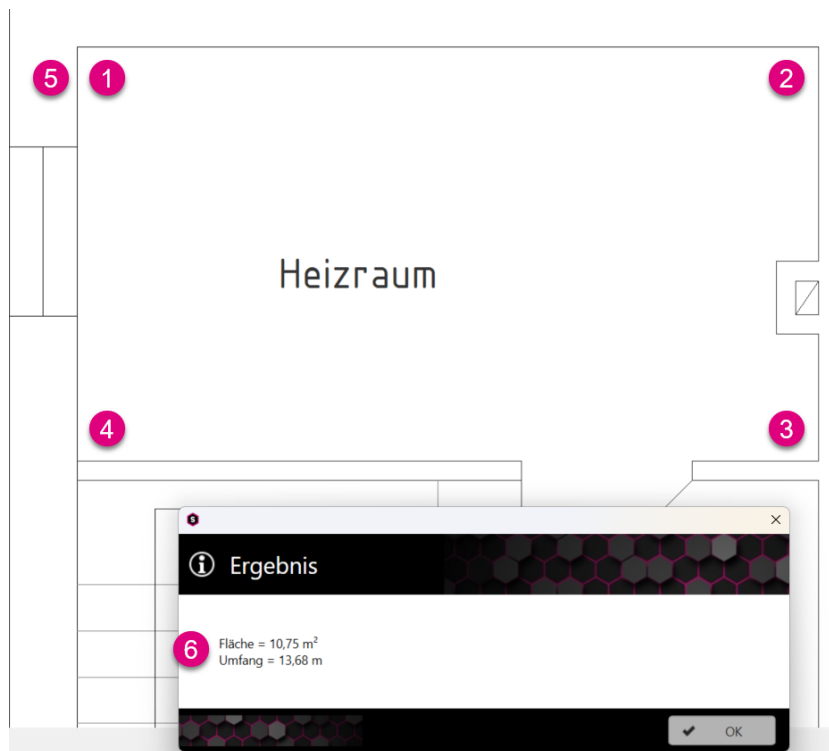 5
1
2
Heizraum
4
3
Ergebnis
6
Fläche = 10,75 m²
Umfang = 13,68 m
OK